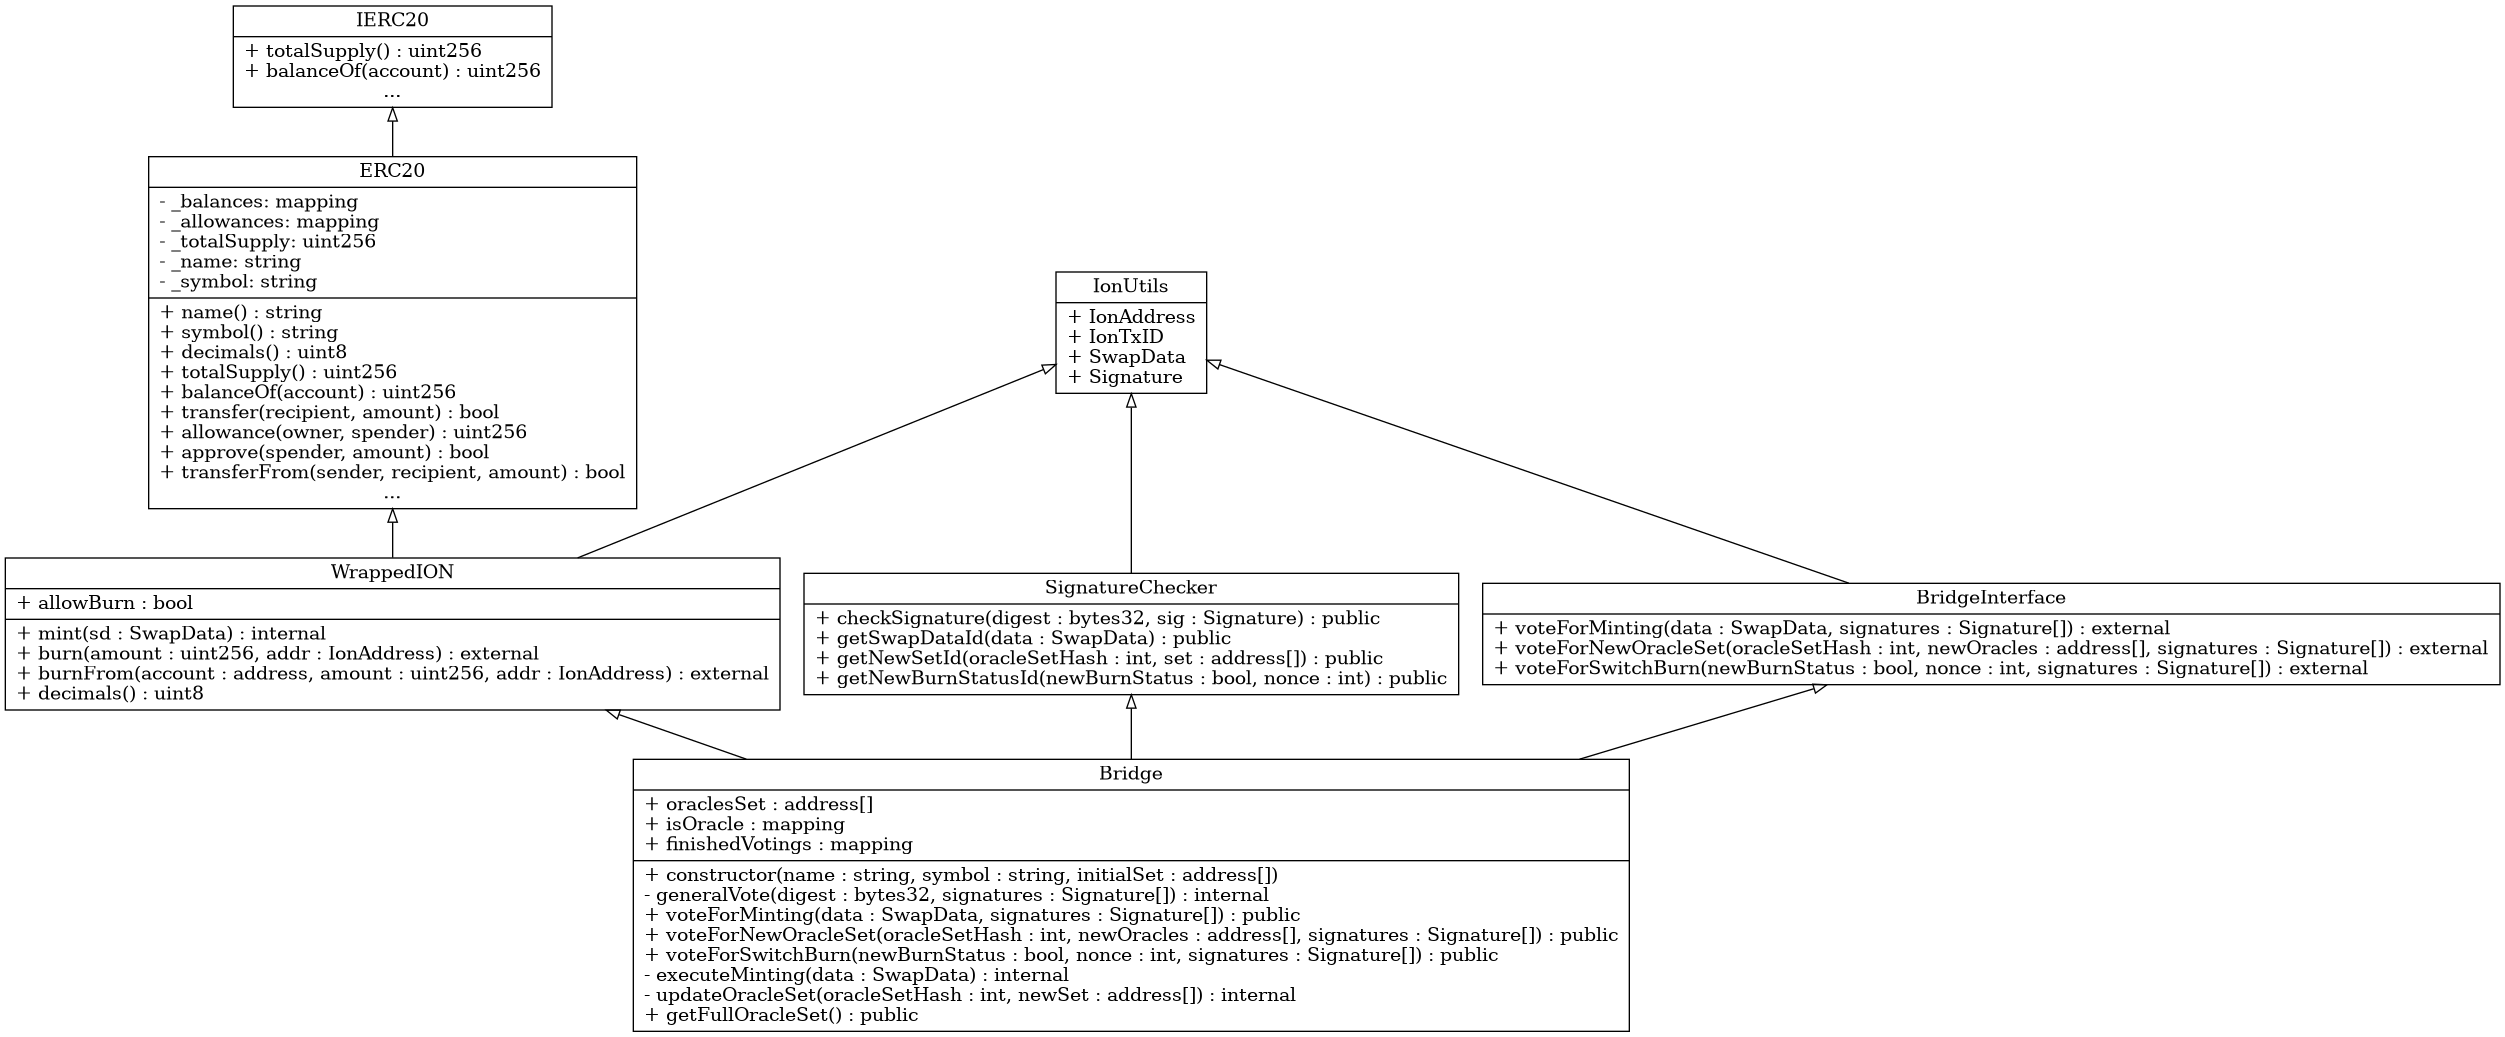 IERC20
+ totalSupply() : uint256
+ balanceOf(account) : uint256
...
ERC20
- _balances: mapping
- _allowances: mapping
- _totalSupply: uint256
- _name: string
- _symbol: string
+ name() : string
+ symbol() : string
+ decimals() : uint8
+ totalSupply() : uint256
+ balanceOf(account) : uint256
+ transfer(recipient, amount) : bool
+ allowance(owner, spender) : uint256
+ approve(spender, amount) : bool
+ transferFrom(sender, recipient, amount) : bool
...
IonUtils
+ IonAddress
+ IonTxID
+ SwapData
+ Signature
WrappedION
+ allowBurn : bool
+ mint(sd : SwapData) : internal
+ burn(amount : uint256, addr : IonAddress) : external
+ burnFrom(account : address, amount : uint256, addr : IonAddress) : external
+ decimals() : uint8
SignatureChecker
+ checkSignature(digest : bytes32, sig : Signature) : public
+ getSwapDataId(data : SwapData) : public
+ getNewSetId(oracleSetHash : int, set : address[]) : public
+ getNewBurnStatusId(newBurnStatus : bool, nonce : int) : public
BridgeInterface
+ voteForMinting(data : SwapData, signatures : Signature[]) : external
+ voteForNewOracleSet(oracleSetHash : int, newOracles : address[], signatures : Signature[]) : external
+ voteForSwitchBurn(newBurnStatus : bool, nonce : int, signatures : Signature[]) : external
Bridge
+ oraclesSet : address[]
+ isOracle : mapping
+ finishedVotings : mapping
+ constructor(name : string, symbol : string, initialSet : address[])
- generalVote(digest : bytes32, signatures : Signature[]) : internal
+ voteForMinting(data : SwapData, signatures : Signature[]) : public
+ voteForNewOracleSet(oracleSetHash : int, newOracles : address[], signatures : Signature[]) : public
+ voteForSwitchBurn(newBurnStatus : bool, nonce : int, signatures : Signature[]) : public
- executeMinting(data : SwapData) : internal
- updateOracleSet(oracleSetHash : int, newSet : address[]) : internal
+ getFullOracleSet() : public